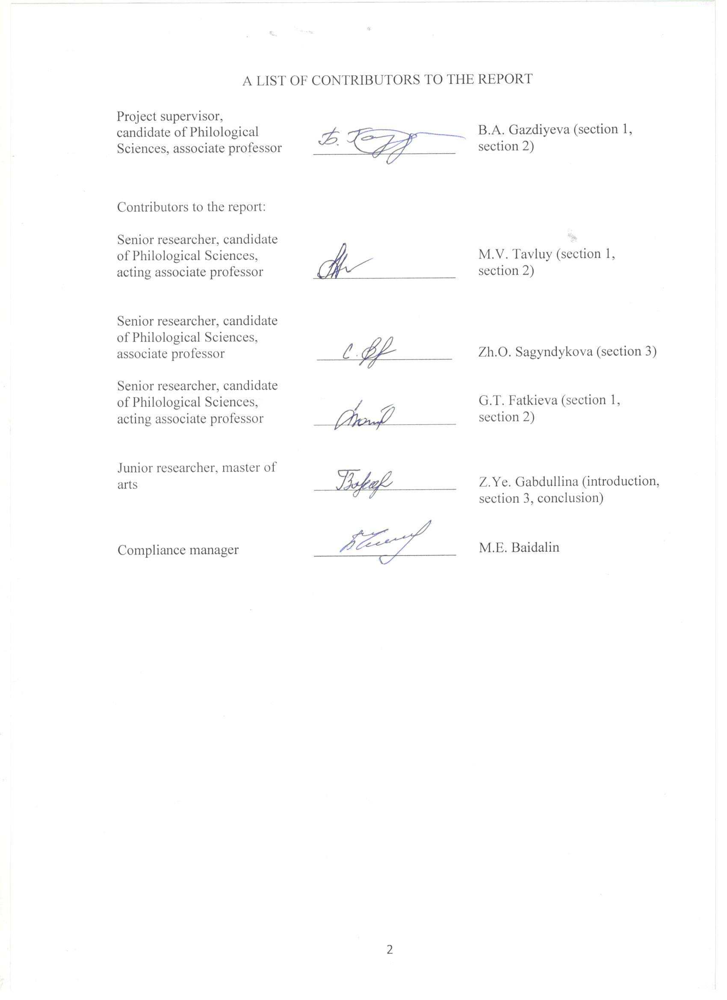 A LIST OF CONTRIBUTORS TO THE REPORT
Project supervisor,
candidate of Philological
Sciences, associate professor
B.A. Gazdiyeva (section 1,
section 2)
Contributors to the report:
Senior researcher, candidate
of Philological Sciences,
acting associate professor
M.V. Tavluy (section 1,
section 2)
Senior researcher, candidate
of Philological Sciences,
associate professor
Zh.O. Sagyndykova (section 3)
Senior researcher, candidate
of Philological Sciences,
acting associate professor
G.T. Fatkieva (section 1,
section 2)
Junior researcher, master of
arts
Z.Ye. Gabdullina (introduction,
section 3, conclusion)
Compliance manager
M.E. Baidalin
2